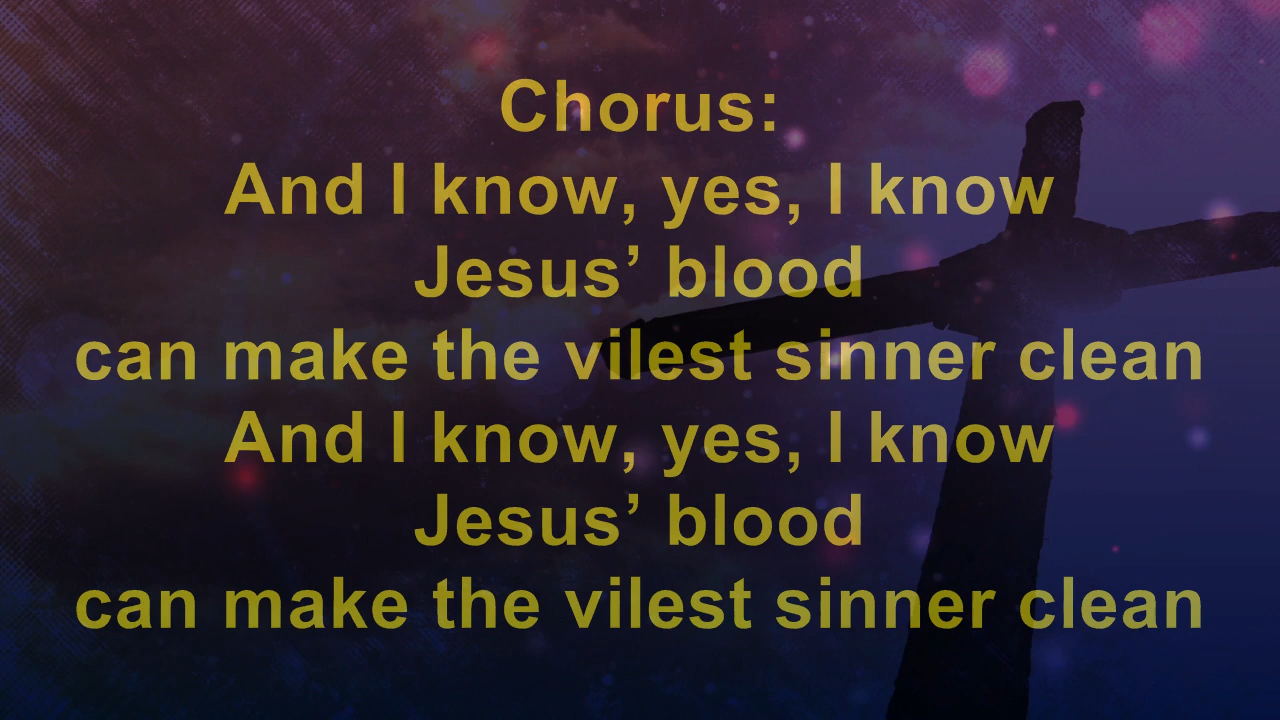 Chorus:
And I know, yes, I know
Jesus’ blood
can make the vilest sinner clean
And I know, yes, I know
Jesus’ blood
can make the vilest sinner clean